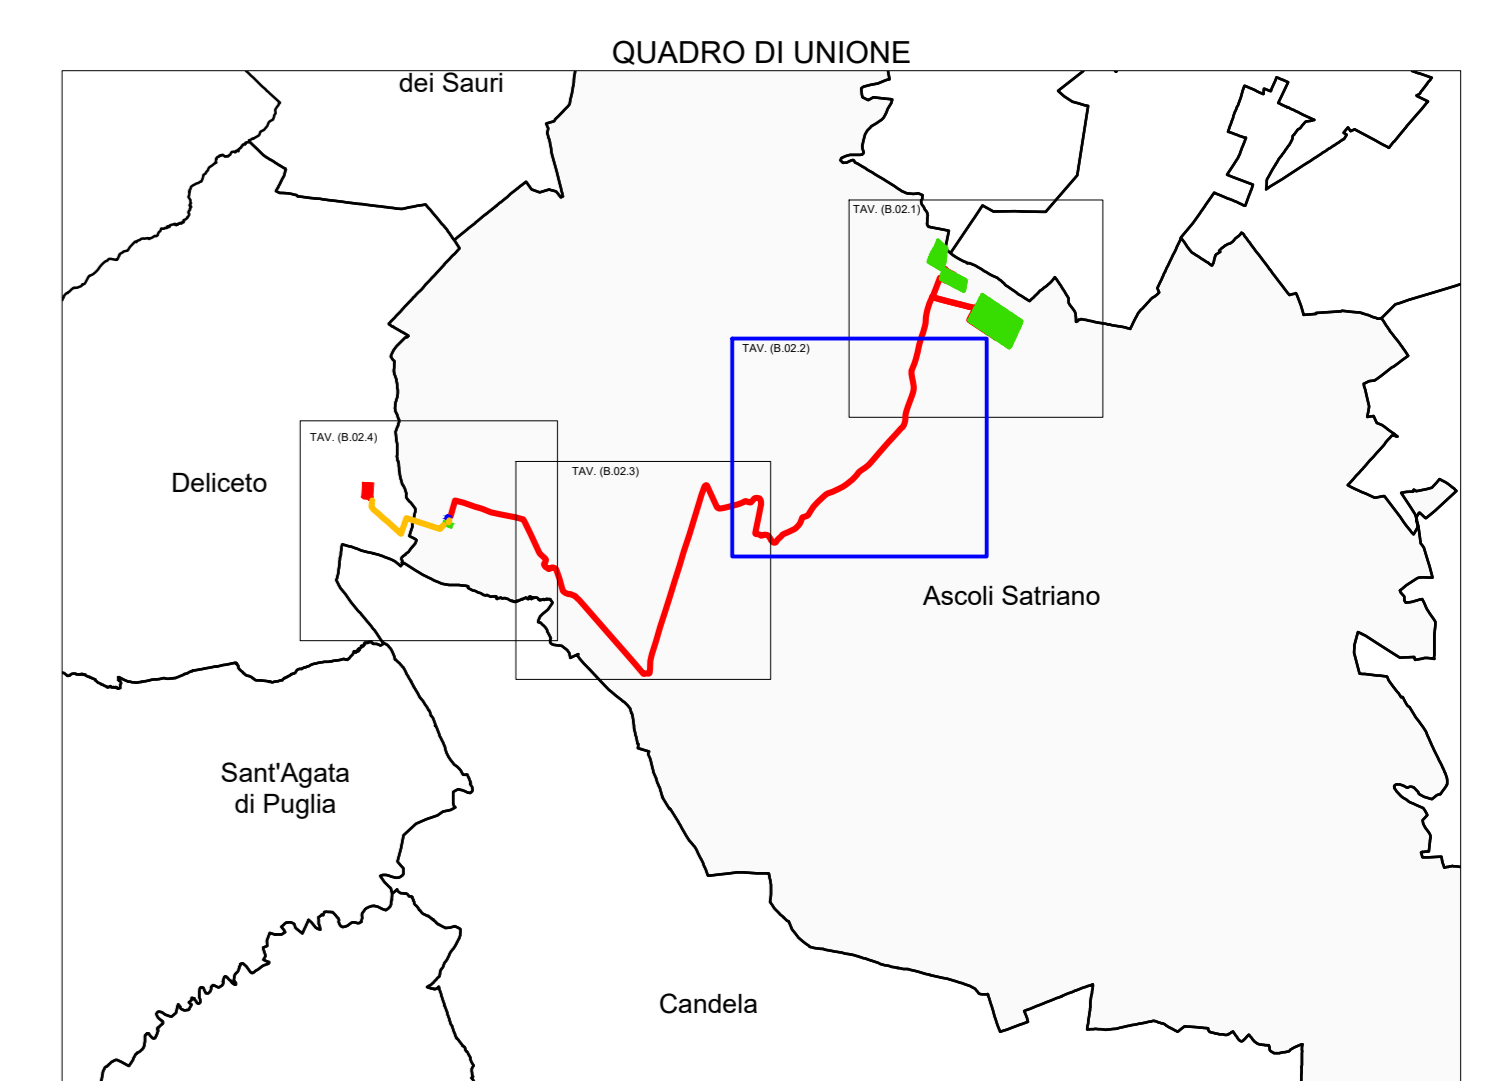 QUADRO DI UNIONE
dei Sauri
TAV. (B.02.1)
TAV. (B.02.2)
TAV. (B.02.4)
TAV. (B.02.3)
Deliceto
Ascoli Satriano
Sant'Agata
di Puglia
Candela